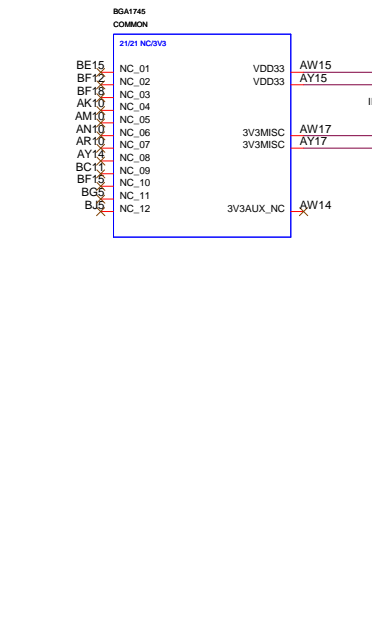 BGA1745
COMMON
21/21 NC/3V3
BE15 NC_01 VDD33 AW15
BF12 NC_02 VDD33 AY15
BF18 NC_03
AK10 NC_04
AM10 NC_05
AN10 NC_06 3V3MISC AW17
AR10 NC_07 3V3MISC AY17
AY14 NC_08
BC11 NC_09
BF15 NC_10
BG5 NC_11
BJ5 NC_12 3V3AUX_NC AW14